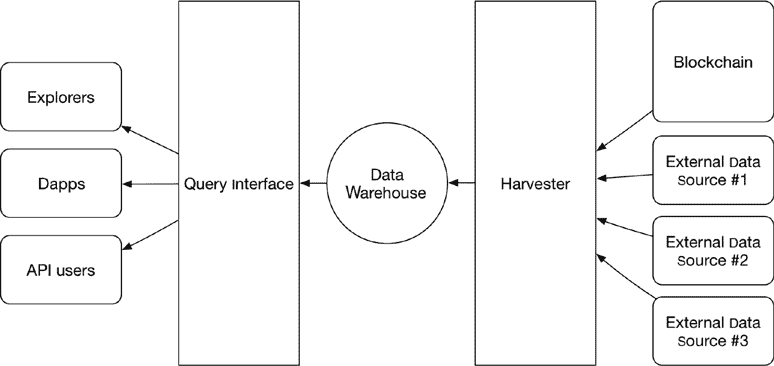 Explorers
Dapps
API users
Query Interface
Data
Warehouse
Harvester
Blockchain
External Data
Source #1
External Data
Source #2
External Data
Source #3